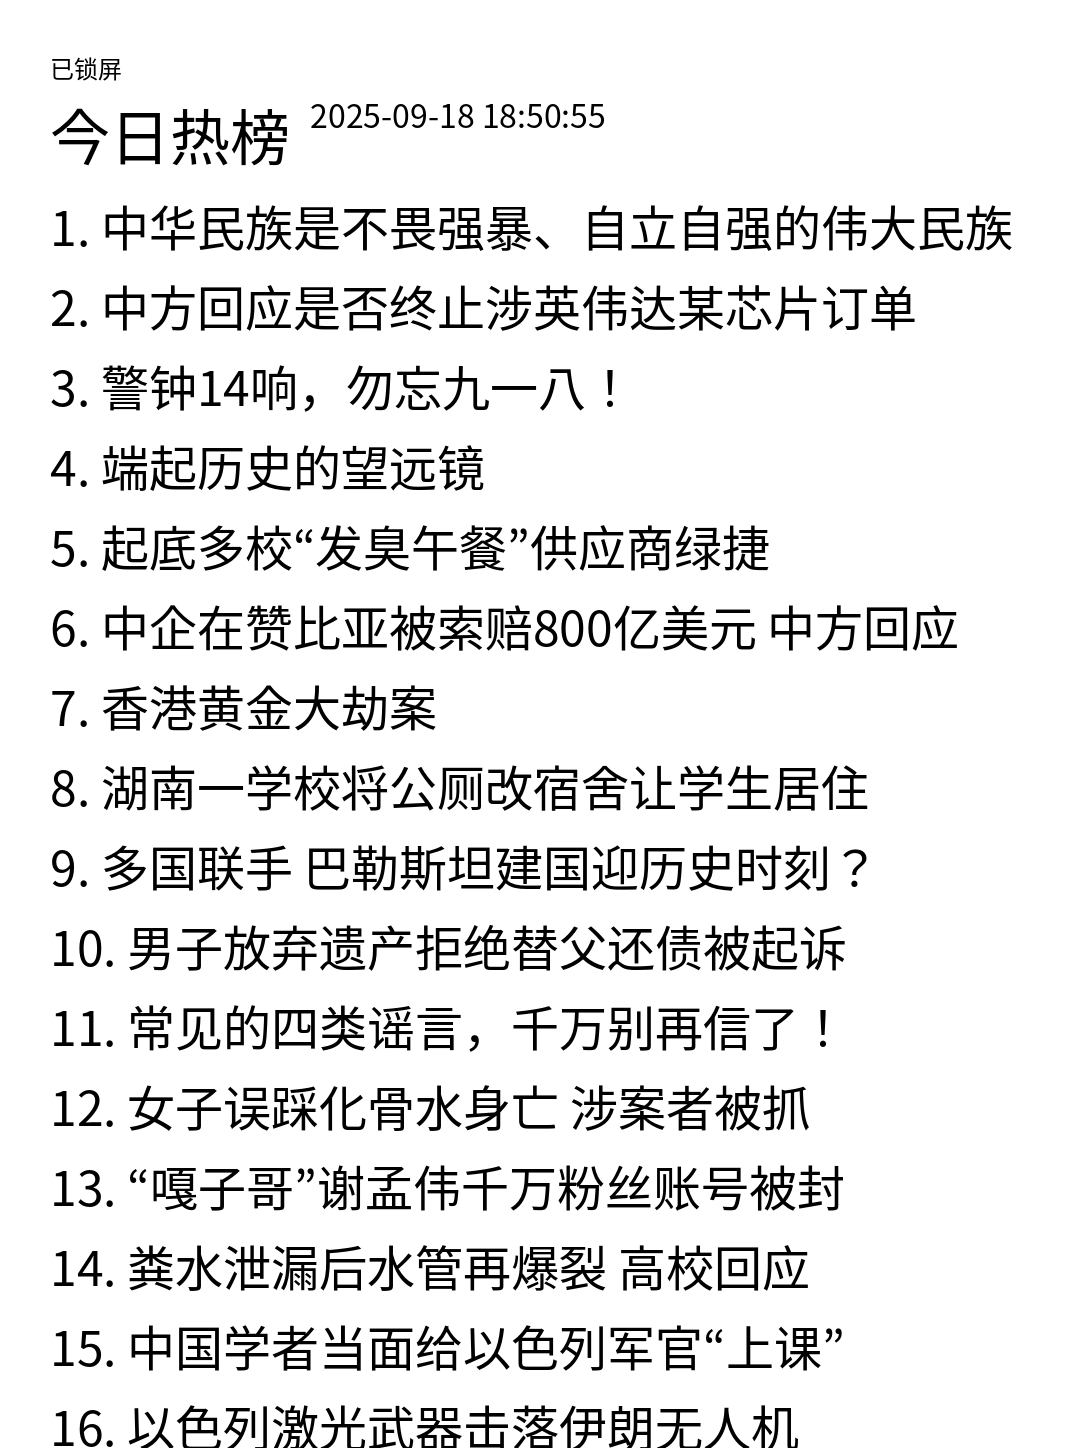 已锁屏
今日热榜 2025-09-18 18:50:55
1. 中华民族是不畏强暴、自立自强的伟大民族
2. 中方回应是否终止涉英伟达某芯片订单
3. 警钟14响，勿忘九一八！
4. 端起历史的望远镜
5. 起底多校“发臭午餐”供应商绿捷
6. 中企在赞比亚被索赔800亿美元 中方回应
7. 香港黄金大劫案
8. 湖南一学校将公厕改宿舍让学生居住
9. 多国联手 巴勒斯坦建国迎历史时刻？
10. 男子放弃遗产拒绝替父还债被起诉
11. 常见的四类谣言，千万别再信了！
12. 女子误踩化骨水身亡 涉案者被抓
13. “嘎子哥”谢孟伟千万粉丝账号被封
14. 粪水泄漏后水管再爆裂 高校回应
15. 中国学者当面给以色列军官“上课”
16. 以色列激光武器击落伊朗无人机